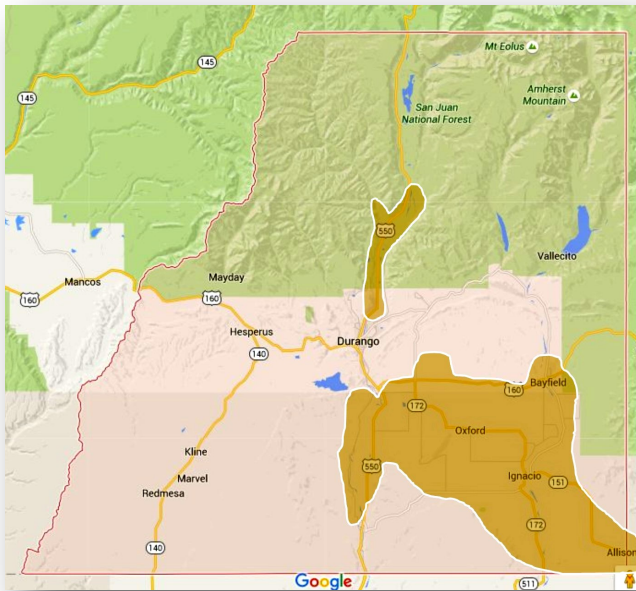 Mt Eolus
145
145
Amherst
Mountain
San Juan
National Forest
550
Vallecito
Mancos
Mayday
160
160
Hesperus
Durango
140
160
Bayfield
172
Oxford
Kline
550
Marvel
Ignacio
151
Redmesa
172
140
Allison
Google
511